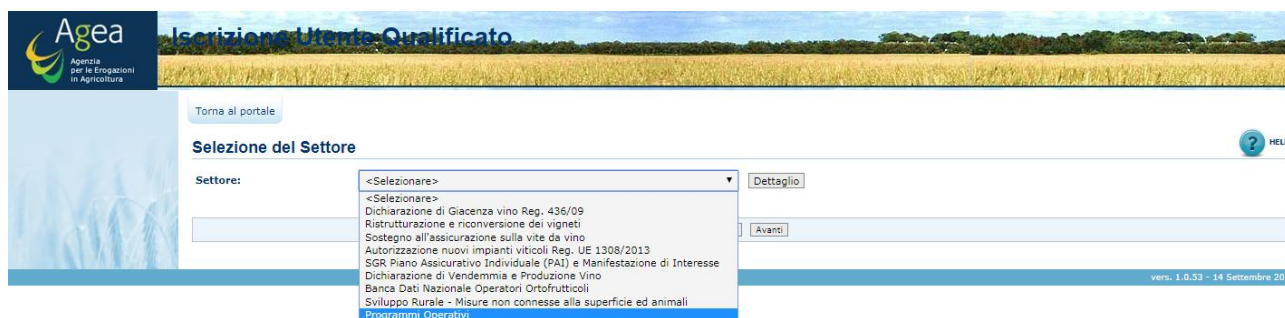 Agea
Agenzia
per le Erogazioni
in Agricoltura
Iscrizione Utente Qualificato
Torna al portale
Selezione del Settore
? HEL
Settore: <Selezionare> Dettaglio
<Selezionare>
Dichiarazione di Giacenza vino Reg. 436/09
Ristrutturazione e riconversione dei vigneti
Sostegno all'assicurazione sulla vite da vino
Avanti
Autorizzazione nuovi impianti viticoli Reg. UE 1308/2013
SGR Piano Assicurativo Individuale (PAI) e Manifestazione di Interesse
Dichiarazione di Vendemmia e Produzione Vino
Banca Dati Nazionale Operatori Ortofrutticoli
Sviluppo Rurale - Misure non connesse alla superficie ed animali
Programmi Operativi
vers. 1.0.53 - 14 Settembre 20